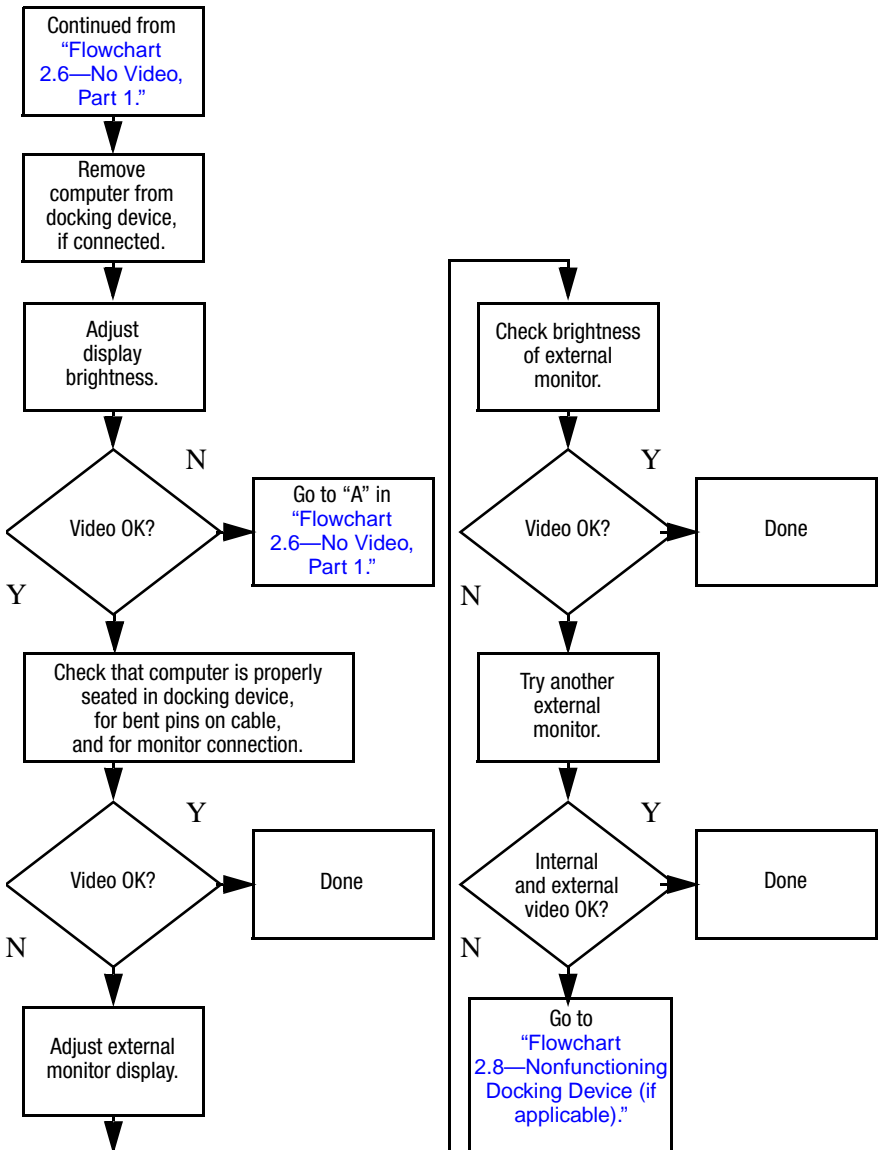 Continued from
“Flowchart
2.6—No Video,
Part 1.”
Remove
computer from
docking device,
if connected.
Adjust
display
brightness.
N
Video OK?
Go to “A” in
“Flowchart
2.6—No Video,
Part 1.”
Y
Check that computer is properly
seated in docking device,
for bent pins on cable,
and for monitor connection.
Y
Video OK?
Done
N
Adjust external
monitor display.
Check brightness
of external
monitor.
Y
Video OK?
Done
N
Try another
external
monitor.
Y
Internal
and external
video OK?
Done
N
Go to
“Flowchart
2.8—Nonfunctioning
Docking Device (if
applicable).”